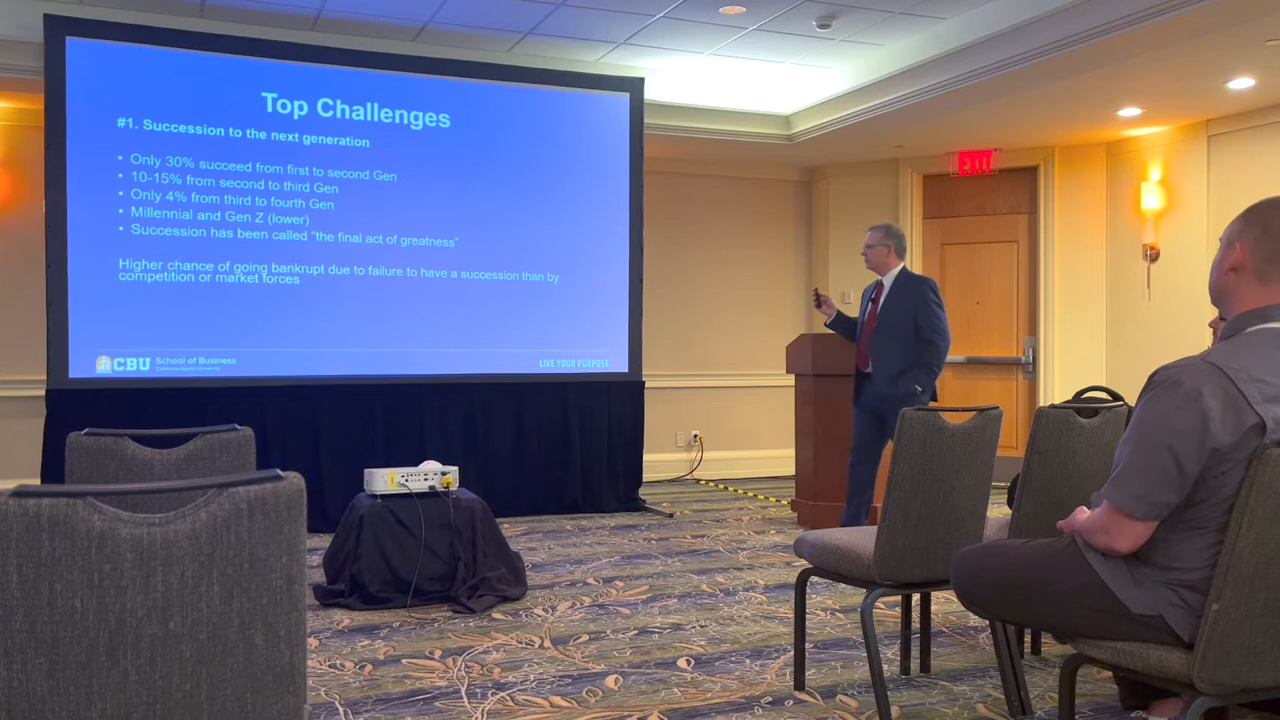 Top Challenges
#1. Succession to the next generation
• Only 30% succeed from first to second Gen
• 10-15% from second to third Gen
• Only 4% from third to fourth Gen
• Millennial and Gen Z (lower)
• Succession has been called "the final act of greatness"
Higher chance of going bankrupt due to failure to have a succession than by
competition or market forces
CBU School of Business
California Baptist University
LIVE YOUR PURPOSE
EXIT